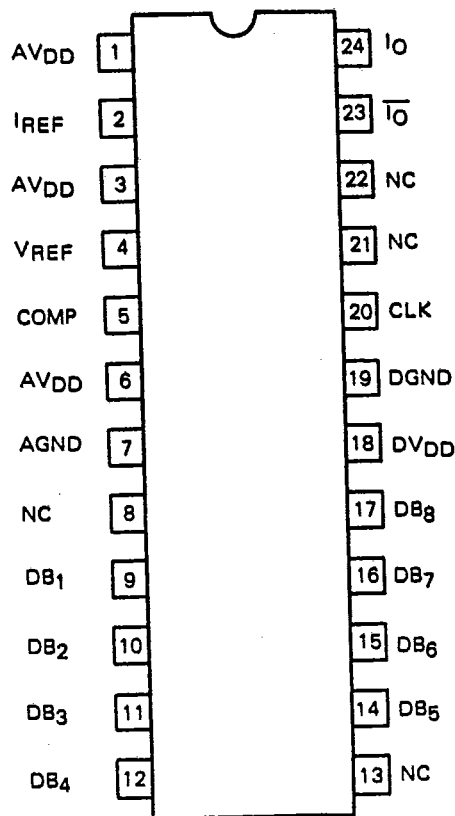 AVDD 1 24 IO
IREF 2 23 I̅O̅
AVDD 3 22 NC
VREF 4 21 NC
COMP 5 20 CLK
AVDD 6 19 DGND
AGND 7 18 DVDD
NC 8 17 DB8
DB1 9 16 DB7
DB2 10 15 DB6
DB3 11 14 DB5
DB4 12 13 NC